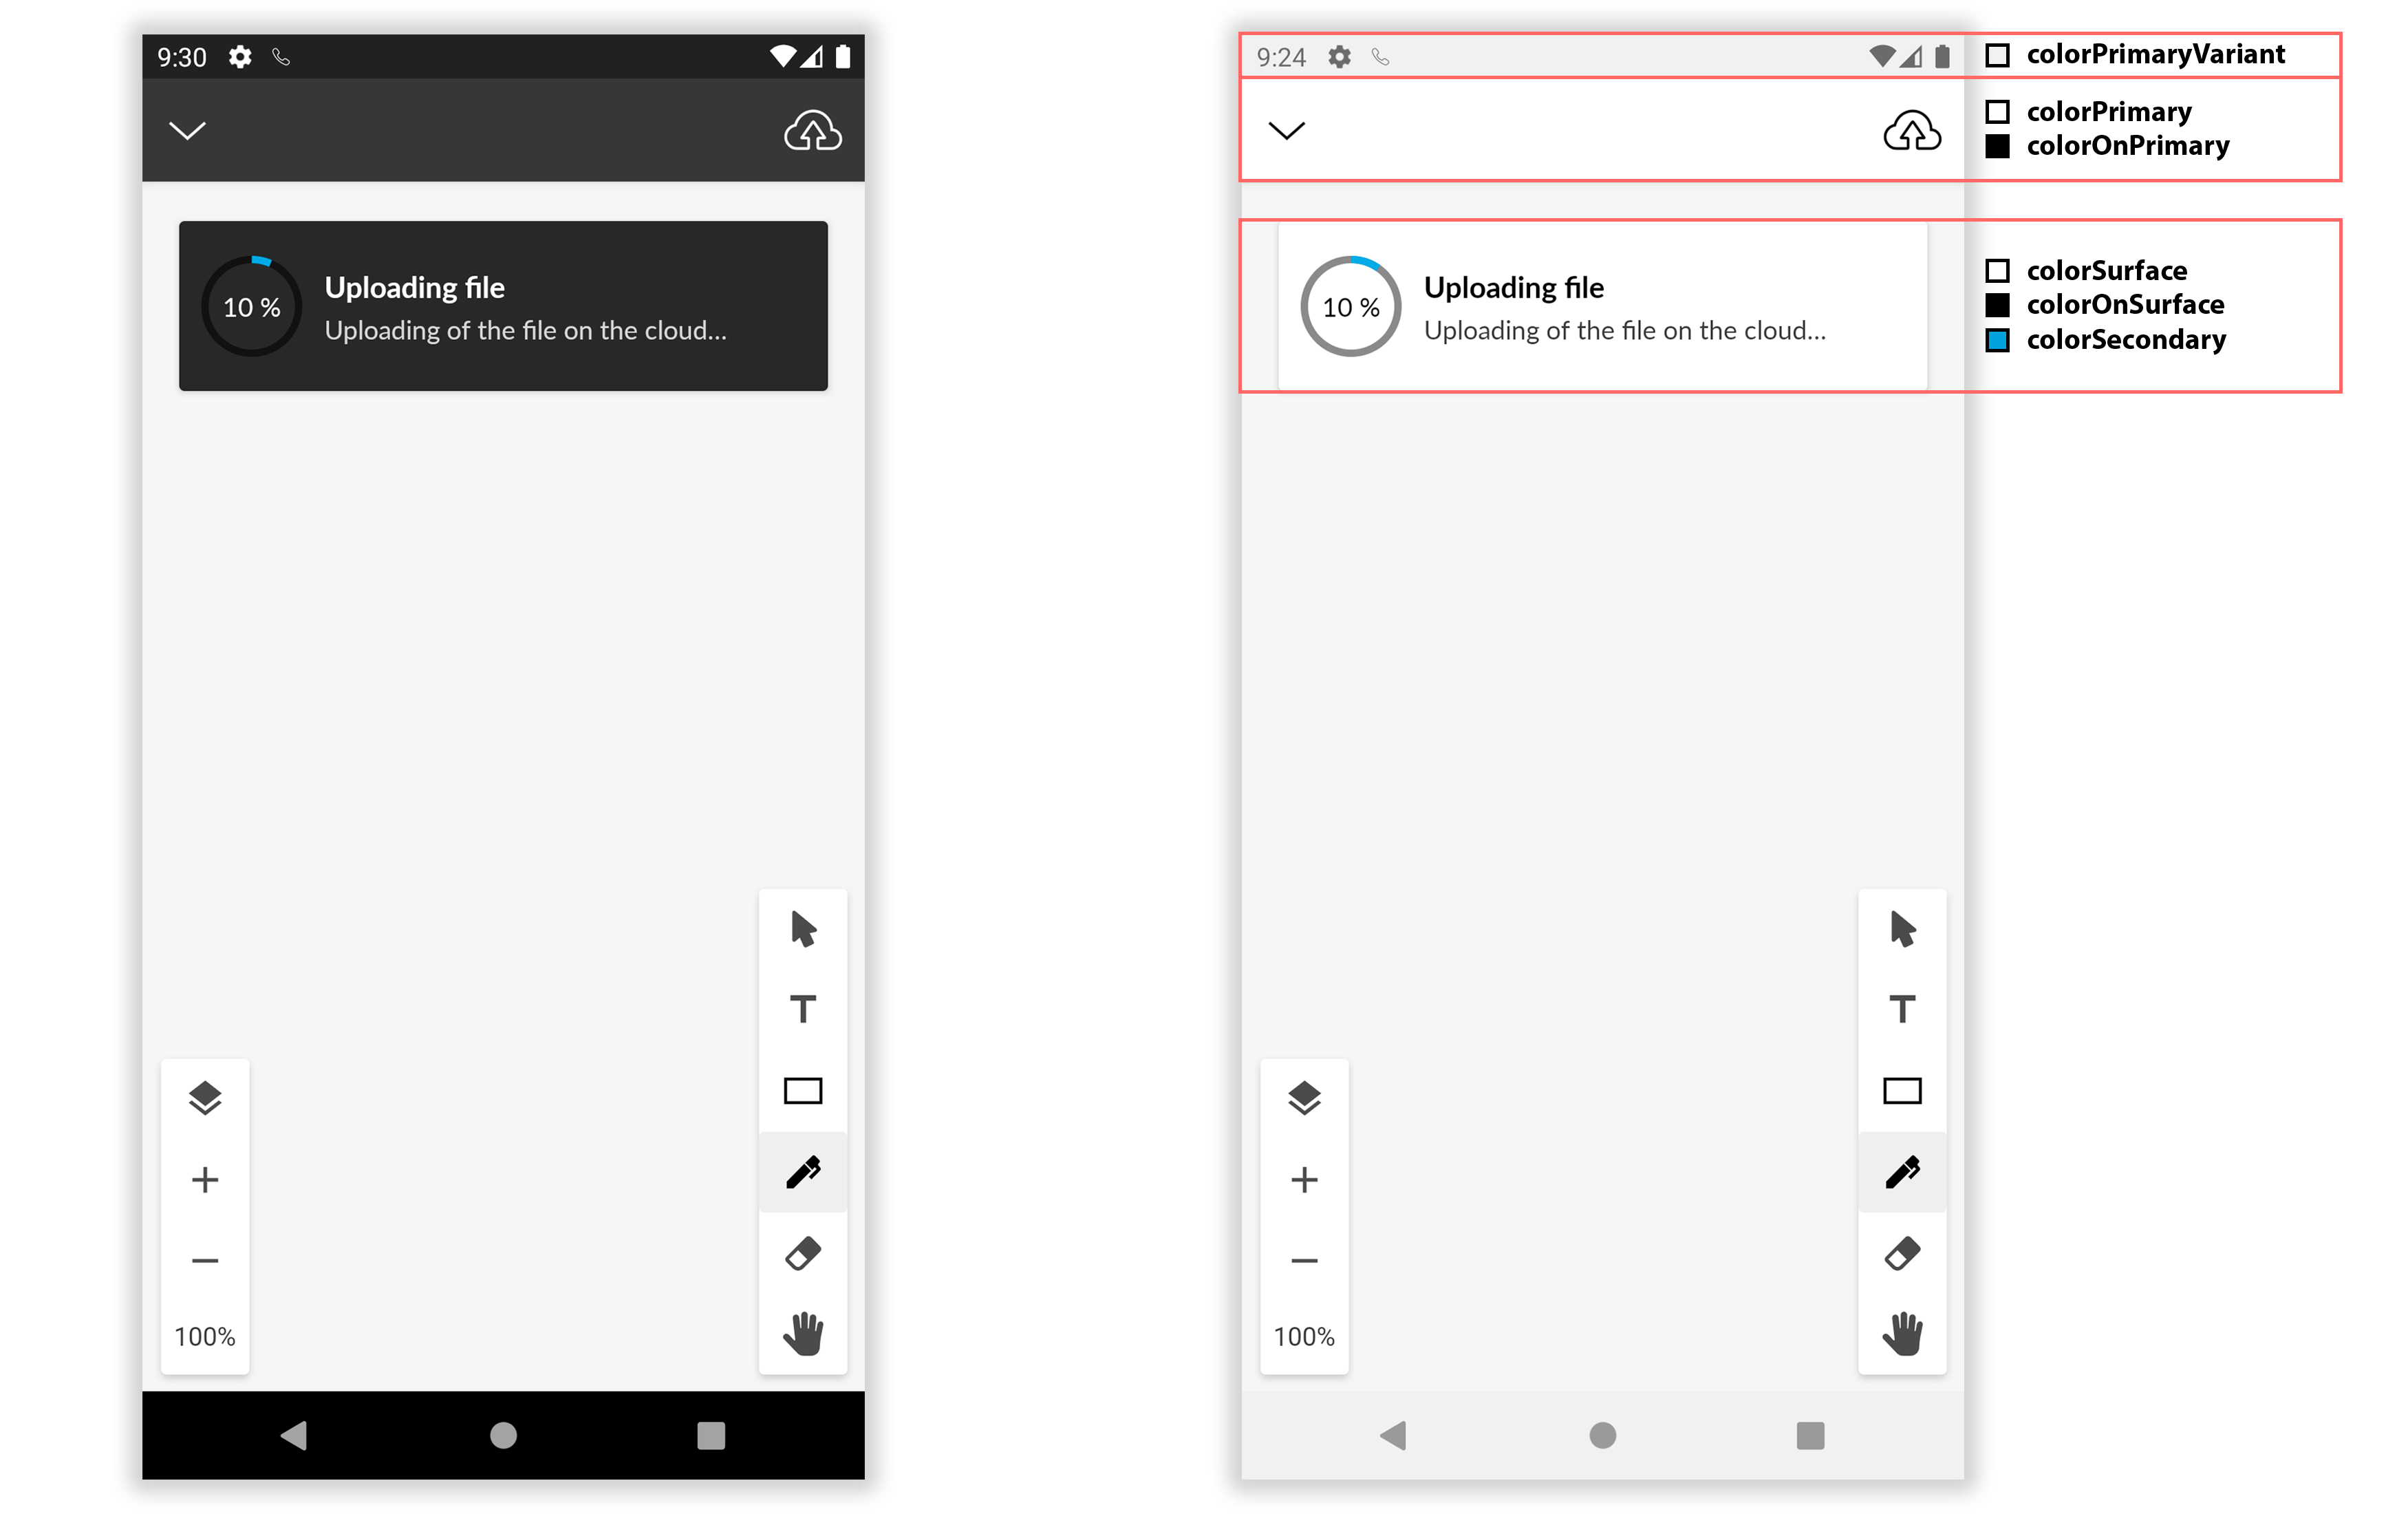 9:30
10 %
Uploading file
Uploading of the file on the cloud...
T
100%
9:24
colorPrimaryVariant
colorPrimary
colorOnPrimary
10 %
Uploading file
Uploading of the file on the cloud...
colorSurface
colorOnSurface
colorSecondary
T
100%